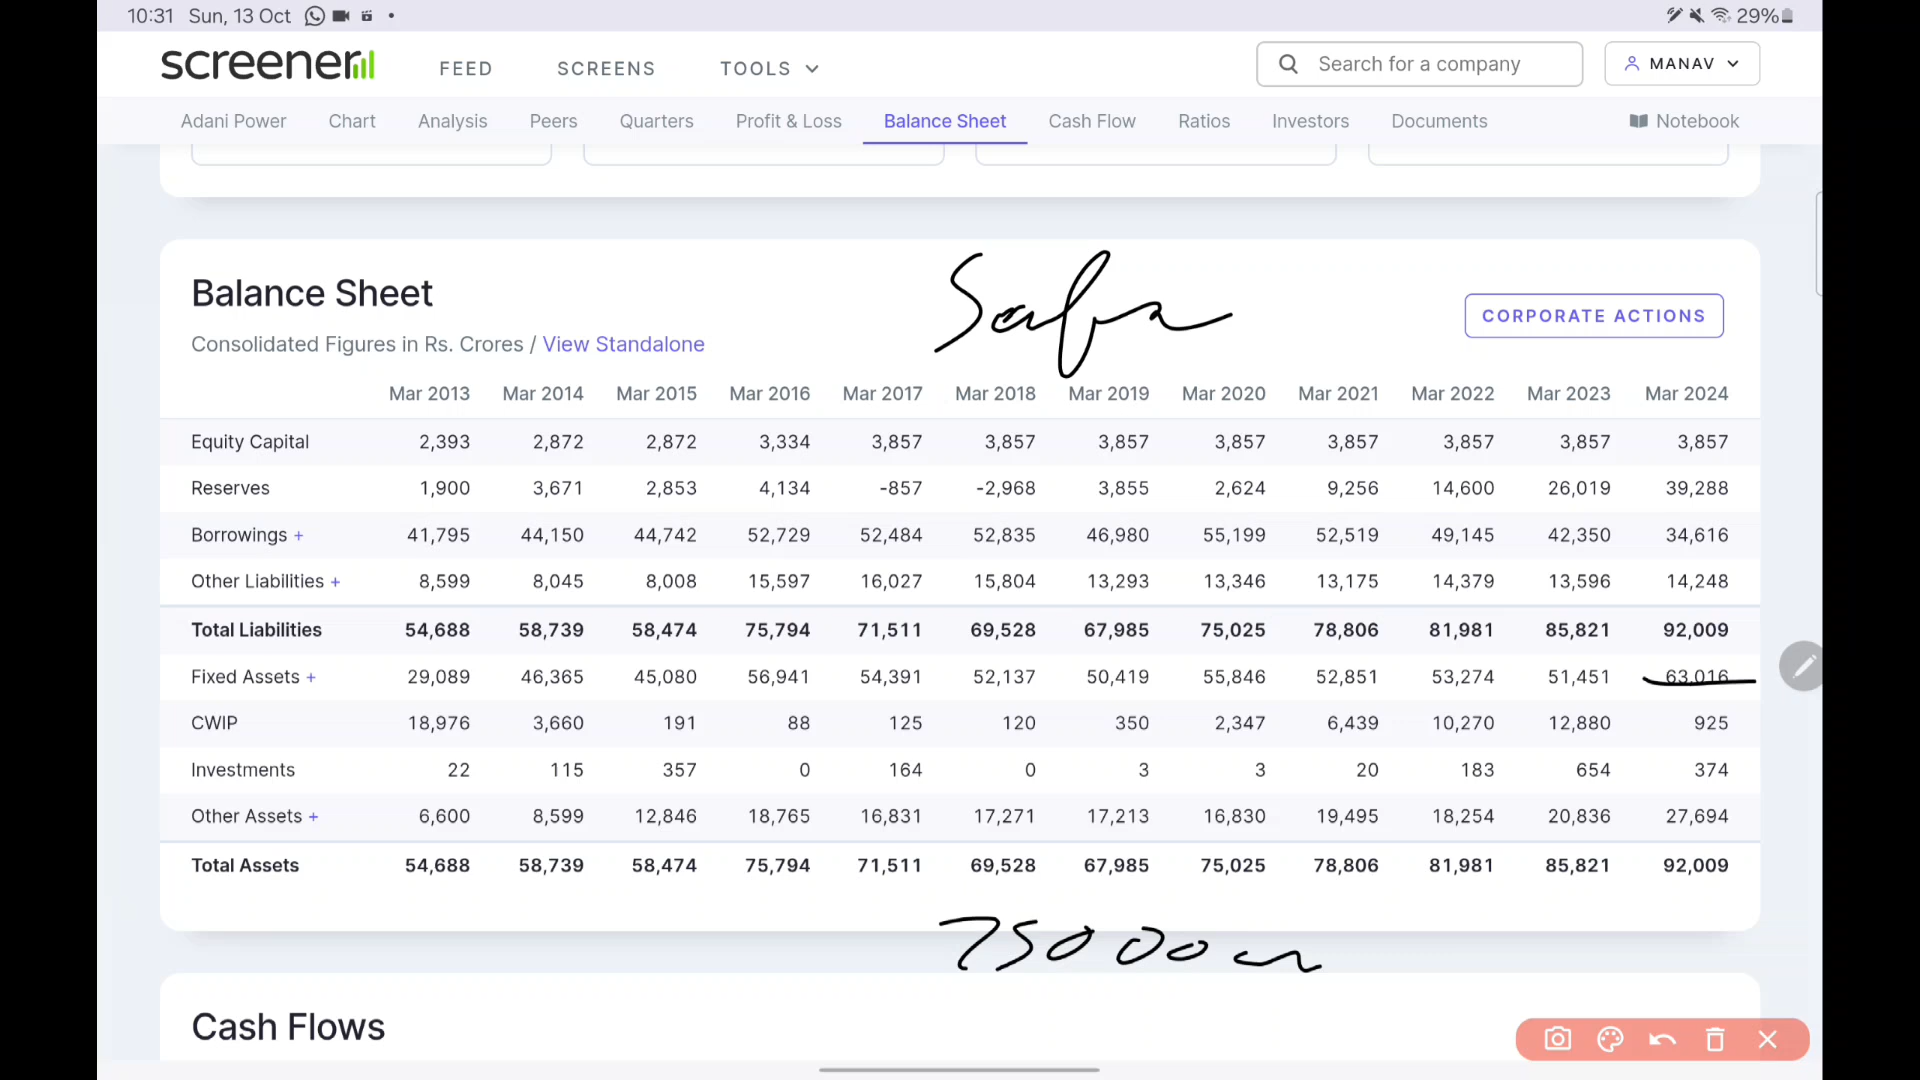 10:31 Sun, 13 Oct 29%
screener FEED SCREENS TOOLS Search for a company MANAV
Adani Power Chart Analysis Peers Quarters Profit & Loss Balance Sheet Cash Flow Ratios Investors Documents Notebook
Balance Sheet
CORPORATE ACTIONS
Consolidated Figures in Rs. Crores / View Standalone
Mar 2013 Mar 2014 Mar 2015 Mar 2016 Mar 2017 Mar 2018 Mar 2019 Mar 2020 Mar 2021 Mar 2022 Mar 2023 Mar 2024
Equity Capital 2,393 2,872 2,872 3,334 3,857 3,857 3,857 3,857 3,857 3,857 3,857 3,857
Reserves 1,900 3,671 2,853 4,134 -857 -2,968 3,855 2,624 9,256 14,600 26,019 39,288
Borrowings + 41,795 44,150 44,742 52,729 52,484 52,835 46,980 55,199 52,519 49,145 42,350 34,616
Other Liabilities + 8,599 8,045 8,008 15,597 16,027 15,804 13,293 13,346 13,175 14,379 13,596 14,248
Total Liabilities 54,688 58,739 58,474 75,794 71,511 69,528 67,985 75,025 78,806 81,981 85,821 92,009
Fixed Assets + 29,089 46,365 45,080 56,941 54,391 52,137 50,419 55,846 52,851 53,274 51,451 63,016
CWIP 18,976 3,660 191 88 125 120 350 2,347 6,439 10,270 12,880 925
Investments 22 115 357 0 164 0 3 3 20 183 654 374
Other Assets + 6,600 8,599 12,846 18,765 16,831 17,271 17,213 16,830 19,495 18,254 20,836 27,694
Total Assets 54,688 58,739 58,474 75,794 71,511 69,528 67,985 75,025 78,806 81,981 85,821 92,009
75000
Cash Flows